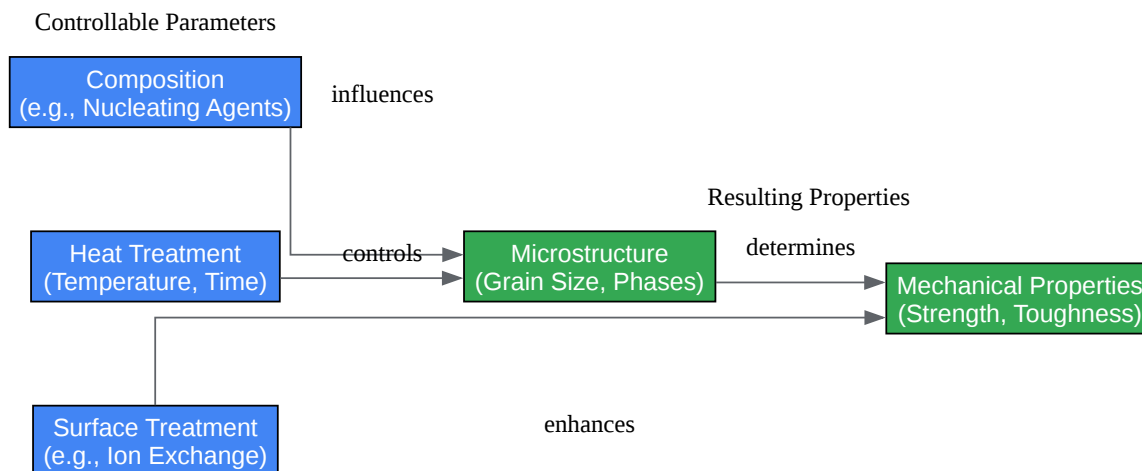 Controllable Parameters
Composition
(e.g., Nucleating Agents)
influences
Resulting Properties
Heat Treatment
(Temperature, Time)
controls
Microstructure
(Grain Size, Phases)
determines
Mechanical Properties
(Strength, Toughness)
Surface Treatment
(e.g., Ion Exchange)
enhances